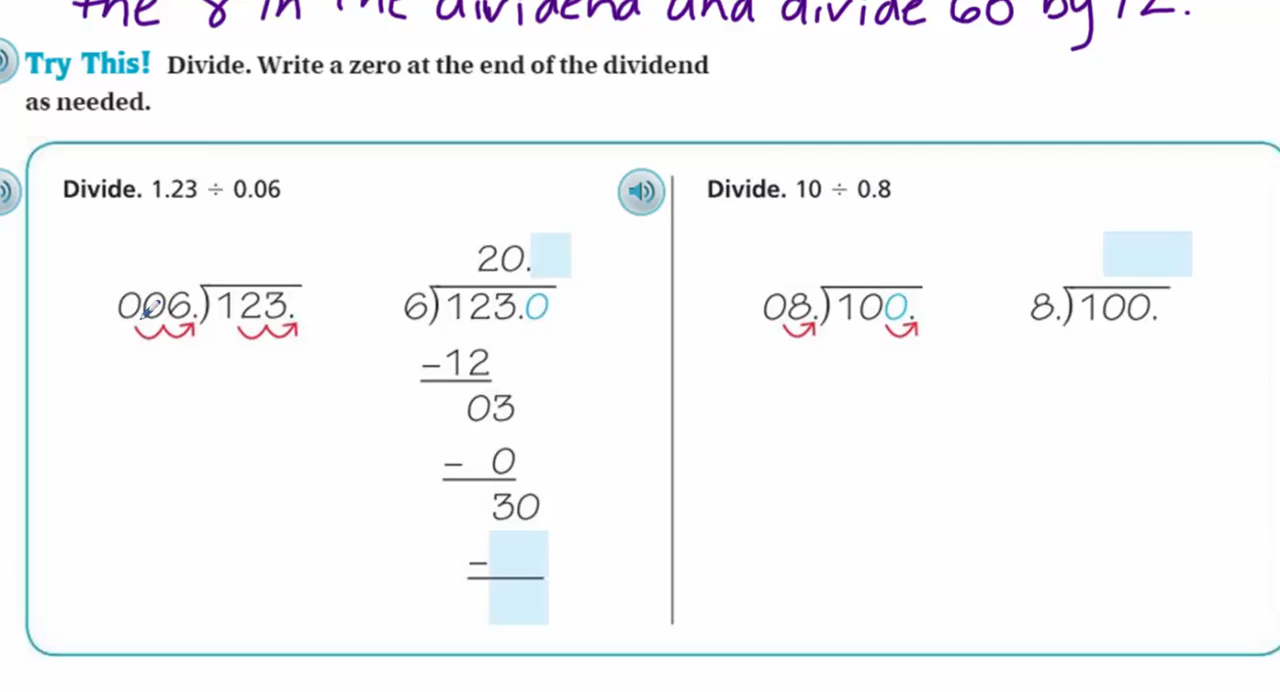 the 8 in the dividend and divide 60 by 12.
Try This! Divide. Write a zero at the end of the dividend
as needed.
Divide. 1.23 ÷ 0.06
Divide. 10 ÷ 0.8
20.
006.)123.
6)123.0
08.)100.
8.)100.
-12
03
- 0
30
-